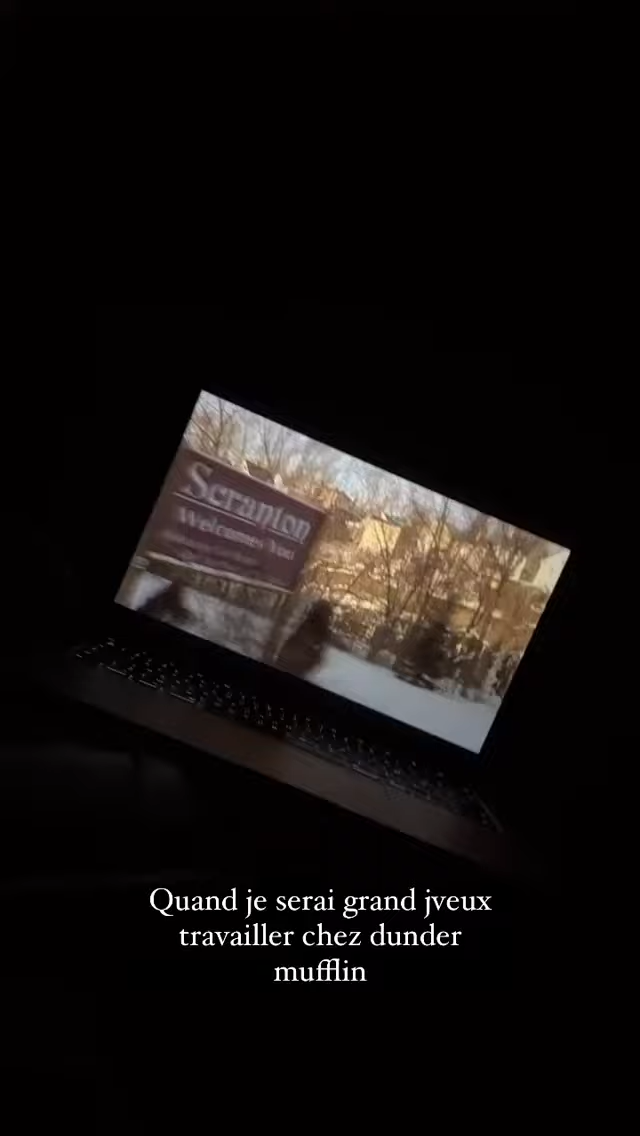 Scranton
Welcomes You
Quand je serai grand jveux
travailler chez dunder
mufflin